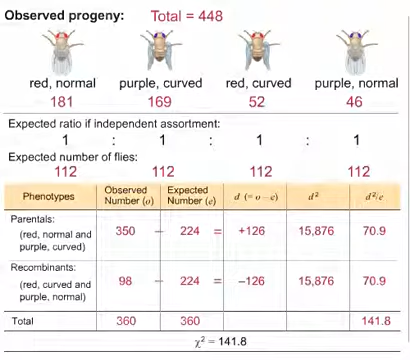 Observed progeny: Total = 448
red, normal purple, curved red, curved purple, normal
181 169 52 46
Expected ratio if independent assortment:
1 : 1 : 1 : 1
Expected number of flies:
112 112 112 112
Phenotypes Observed Number (o) Expected Number (e) d (= o – e) d² d²/e
Parentals:
(red, normal and 350 – 224 = +126 15,876 70.9
purple, curved)
Recombinants:
(red, curved and 98 – 224 = –126 15,876 70.9
purple, normal)
Total 360 360 141.8
χ² = 141.8